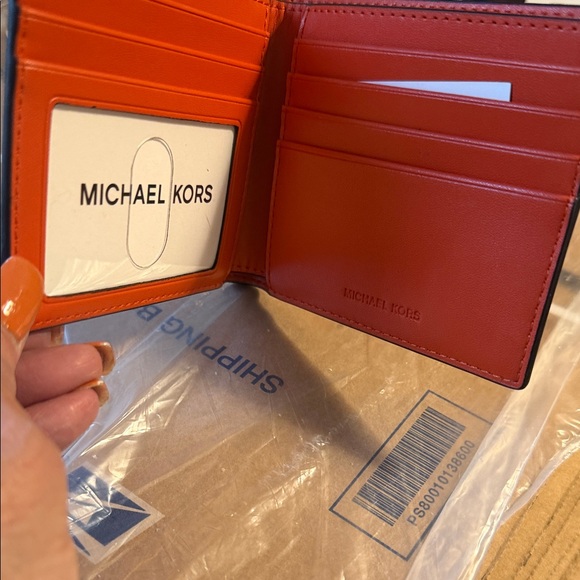 MICHAEL KORS
MICHAEL KORS
SHIPPING B
PS80010138600